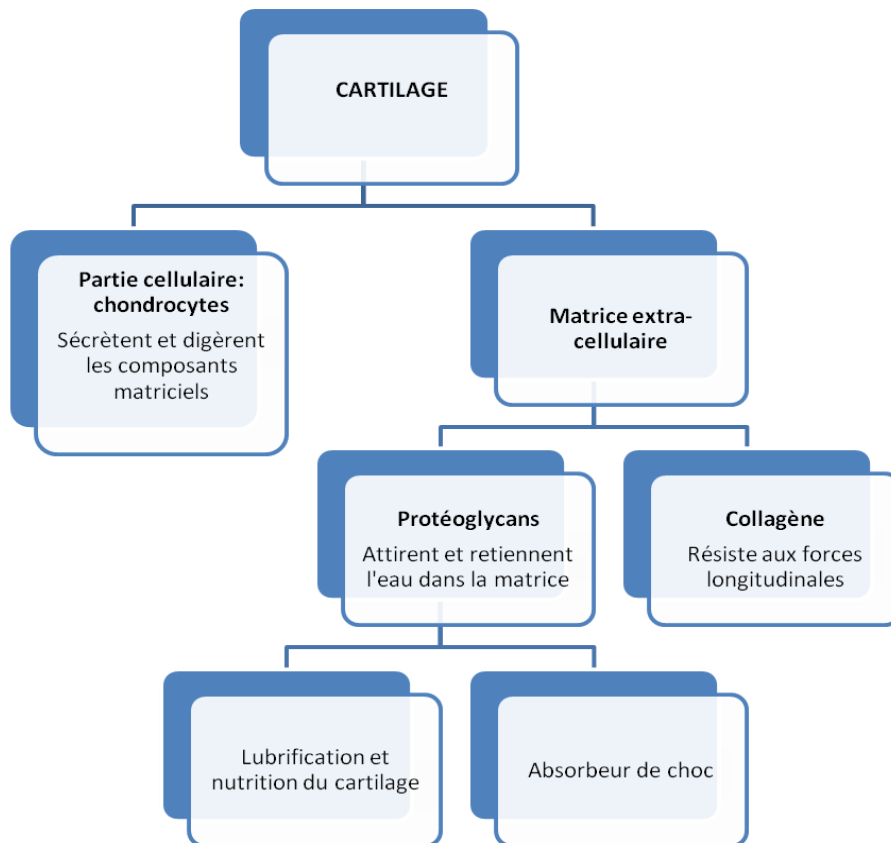 CARTILAGE
Partie cellulaire:
chondrocytes
Sécrètent et digèrent
les composants
matriciels
Matrice extra-
cellulaire
Protéoglycans
Attirent et retiennent
l'eau dans la matrice
Collagène
Résiste aux forces
longitudinales
Lubrification et
nutrition du cartilage
Absorbeur de choc